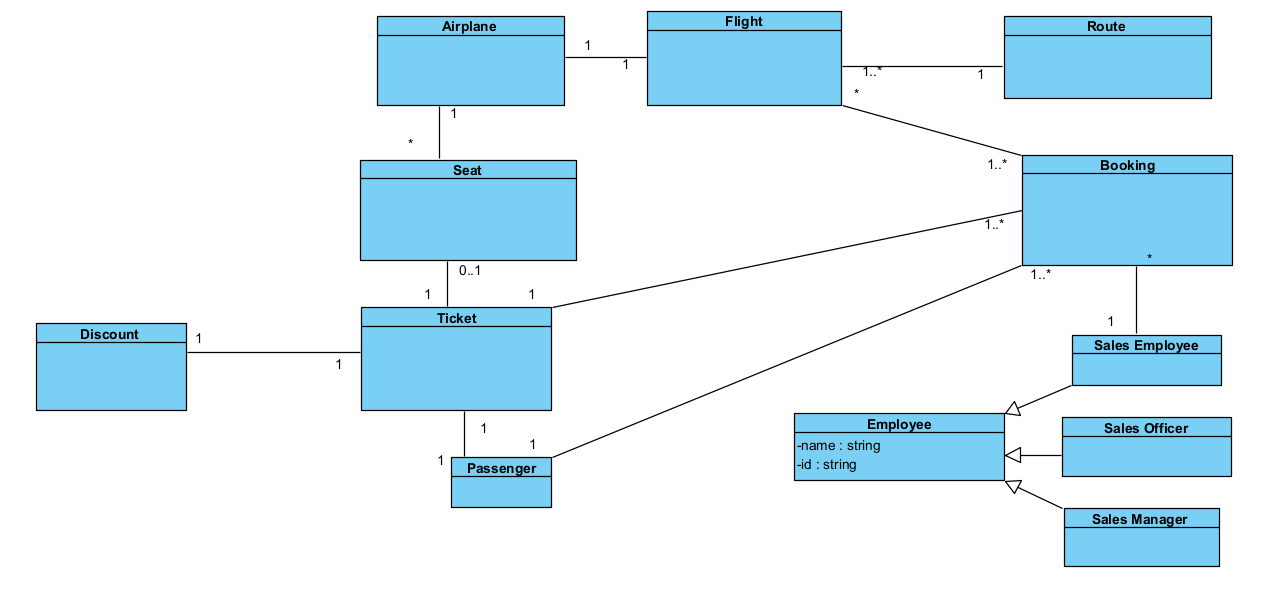 Airplane
Flight
Route
1
1
1..*
1
*
1
*
1..*
Seat
Booking
1..*
0..1
1..*
*
1
1
1
Ticket
Discount
1
1
Sales Employee
1
1
1
Passenger
Employee
-name : string
-id : string
Sales Officer
Sales Manager